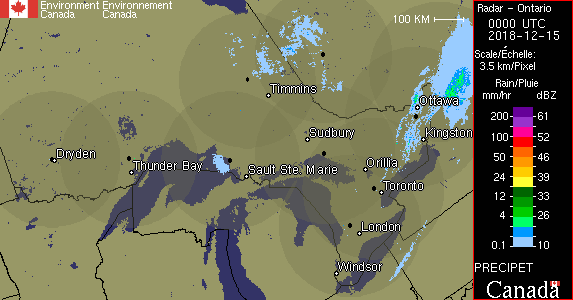 Environment Environnement
Canada Canada
100 KM
Timmins
Ottawa
Kingston
Sudbury
Dryden
Thunder Bay
Sault Ste. Marie
Orillia
Toronto
London
Windsor
Radar - Ontario
0000 UTC
2018-12-15
Scale/Échelle:
3.5 km/Pixel
Rain/Pluie
mm/hr dBZ
200 61
100 52
50 46
24 39
12 33
4 26
0.1 10
PRECIPET
Canada